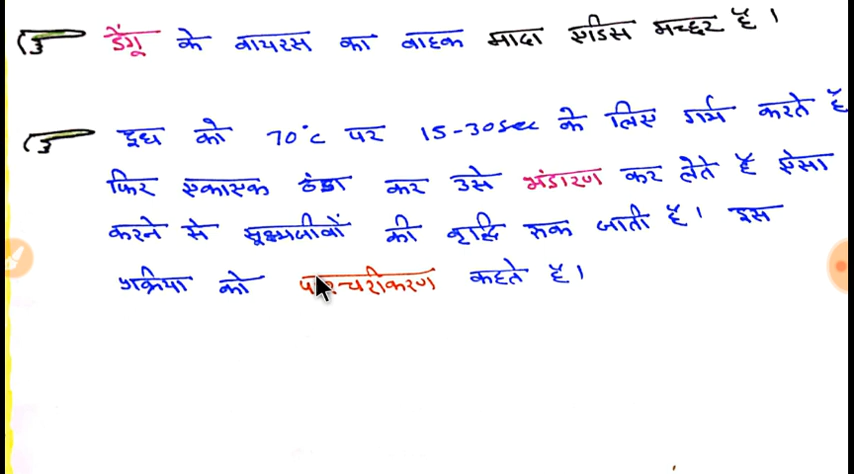 डेंगू के वायरस का वाहक मादा एडिस मच्छर है।
दूध को 70°c पर 15-30sec के लिए गर्म करते हैं
फिर एकाएक ठंडा कर उसे भंडारण कर लेते हैं ऐसा
करने से सूक्ष्मजीवों की वृद्धि रुक जाती है। इस
प्रक्रिया को कहते हैं।